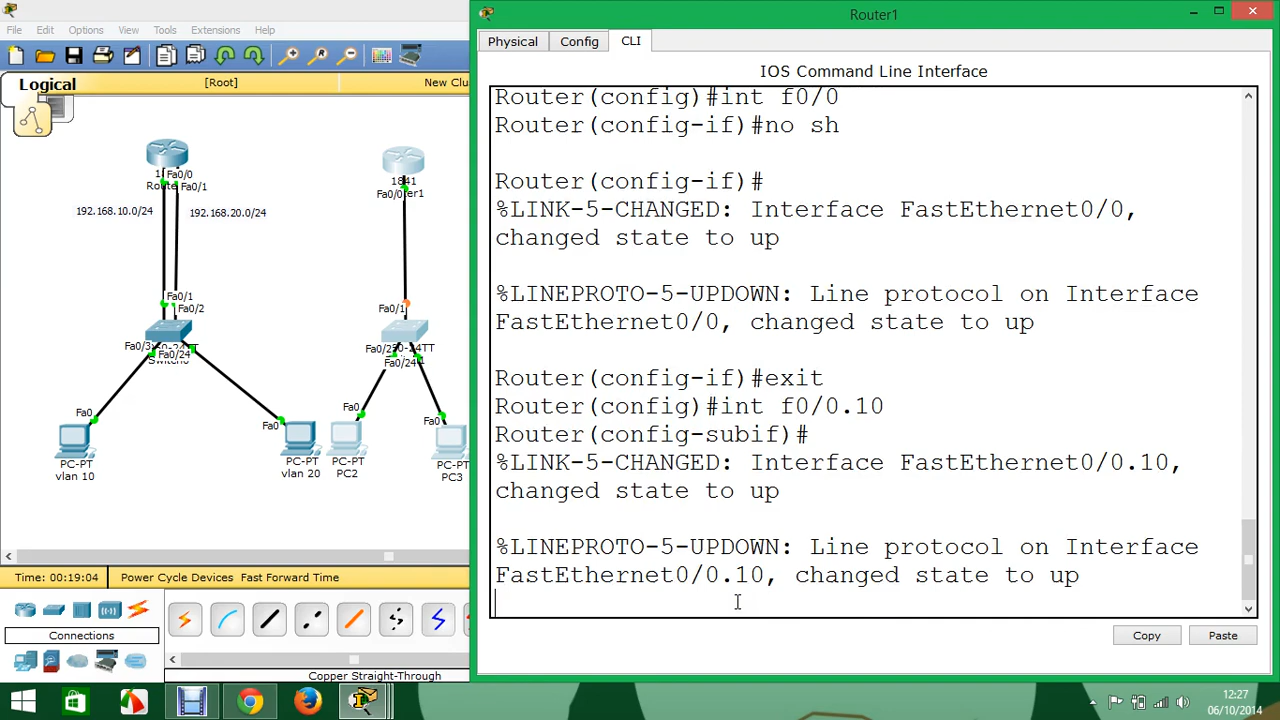 Router1
File Edit Options View Tools Extensions Help
Logical
[Root]
New Clu
Physical Config CLI
IOS Command Line Interface
Router(config)#int f0/0
Router(config-if)#no sh
Router(config-if)#
%LINK-5-CHANGED: Interface FastEthernet0/0,
changed state to up
%LINEPROTO-5-UPDOWN: Line protocol on Interface
FastEthernet0/0, changed state to up
Router(config-if)#exit
Router(config)#int f0/0.10
Router(config-subif)#
%LINK-5-CHANGED: Interface FastEthernet0/0.10,
changed state to up
%LINEPROTO-5-UPDOWN: Line protocol on Interface
FastEthernet0/0.10, changed state to up
Copy Paste
Fa0/0
Fa0/1
192.168.10.0/24
192.168.20.0/24
Fa0/1
Fa0/2
Fa0/24
Fa0
Fa0
PC-PT
vlan 10
PC-PT
vlan 20
1841
Fa0/0
Fa0/1
Fa0/24
Fa0
Fa0
PC-PT
PC2
PC-PT
PC3
Time: 00:19:04 Power Cycle Devices Fast Forward Time
Connections
Copper Straight-Through
12:27
06/10/2014